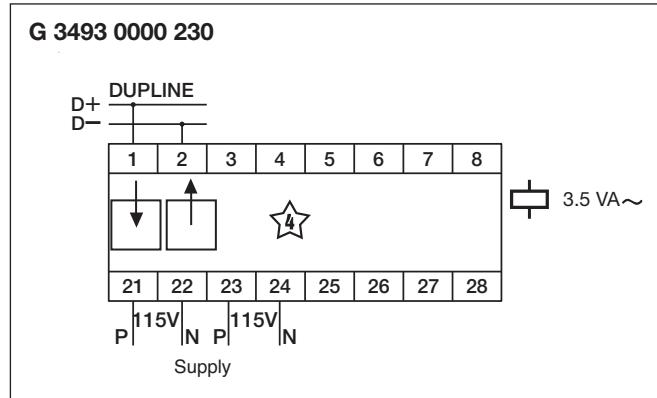 G 3493 0000 230
DUPLINE
D+
D−
1 2 3 4 5 6 7 8
4
3.5 VA~
21 22 23 24 25 26 27 28
P 115V N P 115V N
Supply